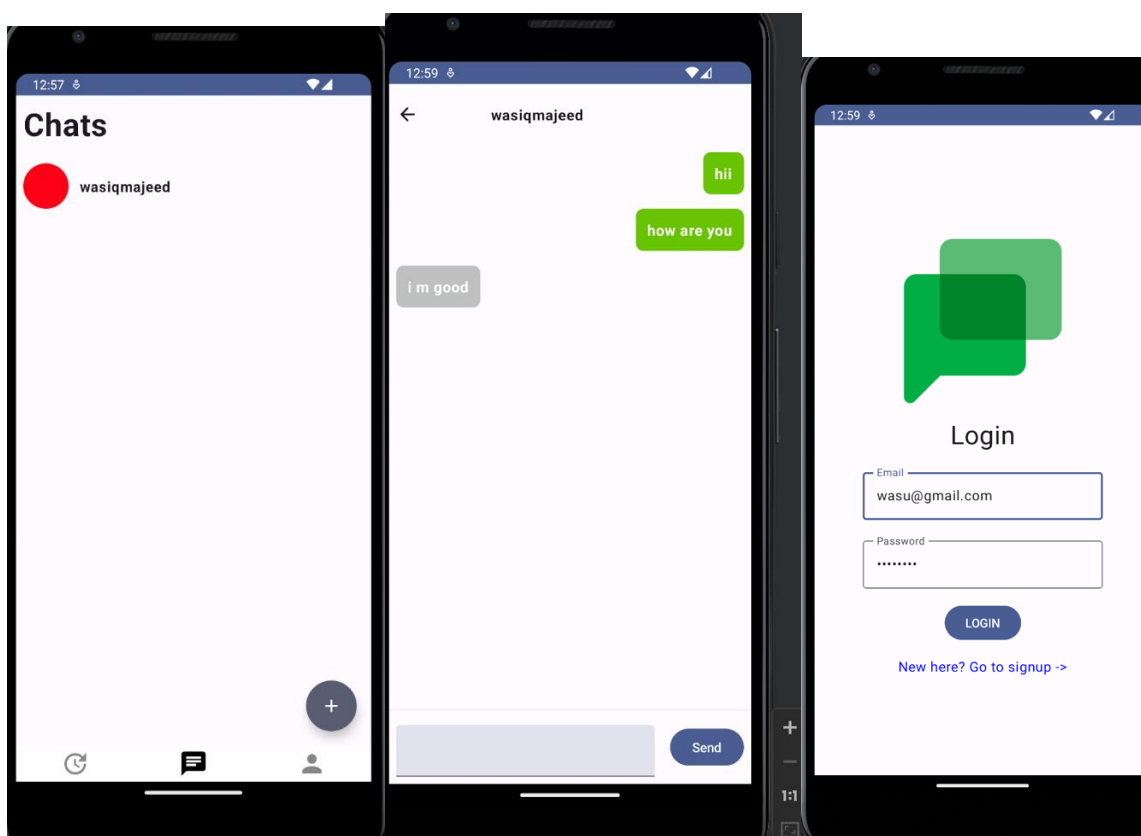 12:57
Chats
wasiqmajeed
+
12:59
wasiqmajeed
hii
how are you
i m good
Send
1:1
12:59
Login
Email
wasu@gmail.com
Password
••••••••
LOGIN
New here? Go to signup ->